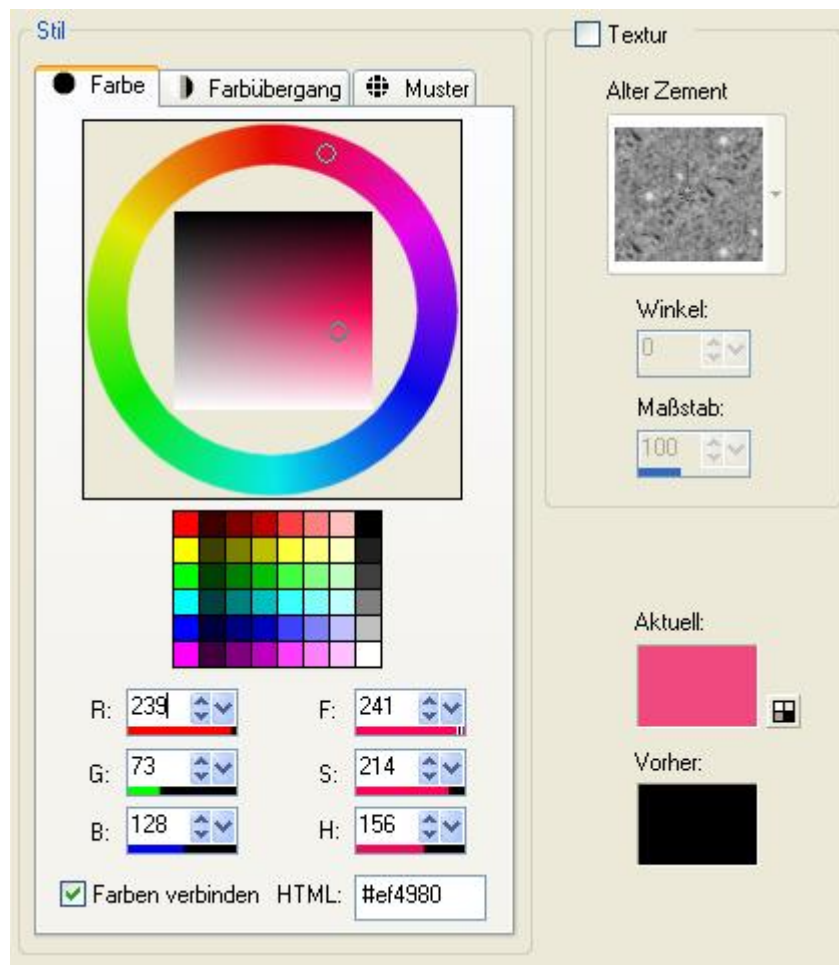 Stil
Farbe Farbübergang Muster
R: 239 F: 241
G: 73 S: 214
B: 128 H: 156
Farben verbinden HTML: #ef4980
Textur
Alter Zement
Winkel:
0
Maßstab:
100
Aktuell:
Vorher: